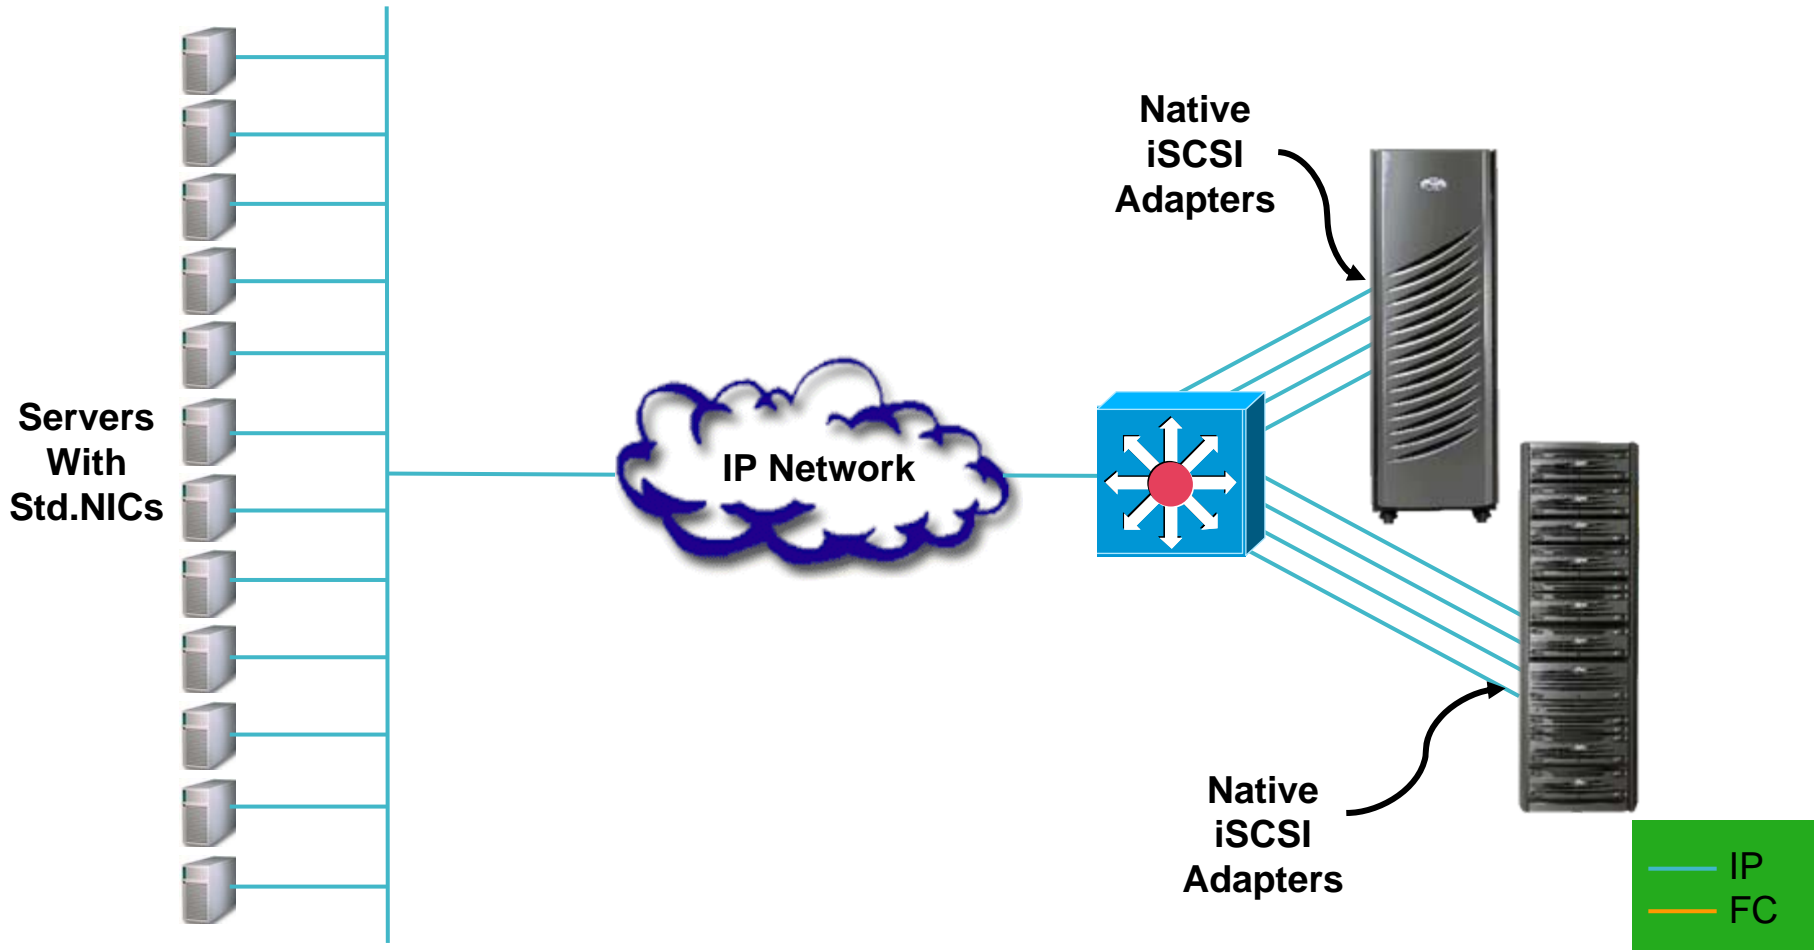 Native
iSCSI
Adapters
Servers
With
Std.NICs
IP Network
Native
iSCSI
Adapters
IP
FC